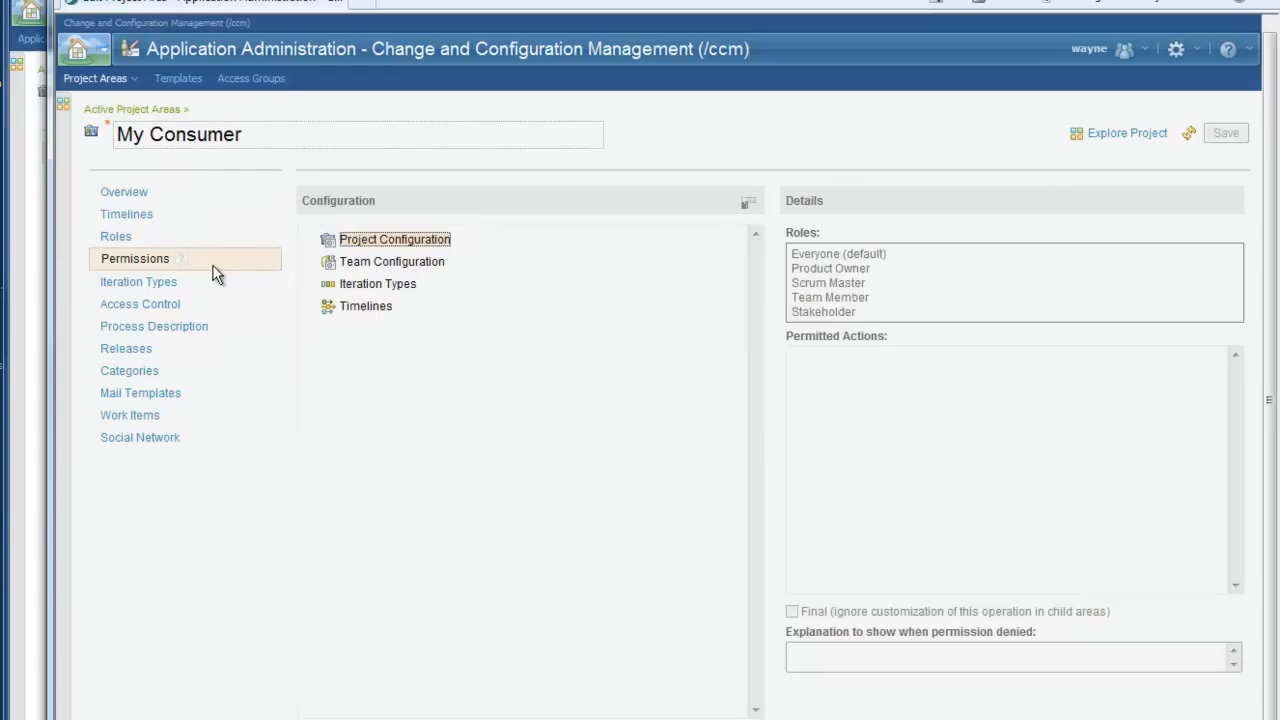 Change and Configuration Management (/ccm)
Application Administration - Change and Configuration Management (/ccm)
wayne
Project Areas
Templates
Access Groups
Active Project Areas >
* My Consumer
Explore Project
Save
Overview
Timelines
Roles
Permissions ?
Iteration Types
Access Control
Process Description
Releases
Categories
Mail Templates
Work Items
Social Network
Configuration
Project Configuration
Team Configuration
Iteration Types
Timelines
Details
Roles:
Everyone (default)
Product Owner
Scrum Master
Team Member
Stakeholder
Permitted Actions:
Final (ignore customization of this operation in child areas)
Explanation to show when permission denied: